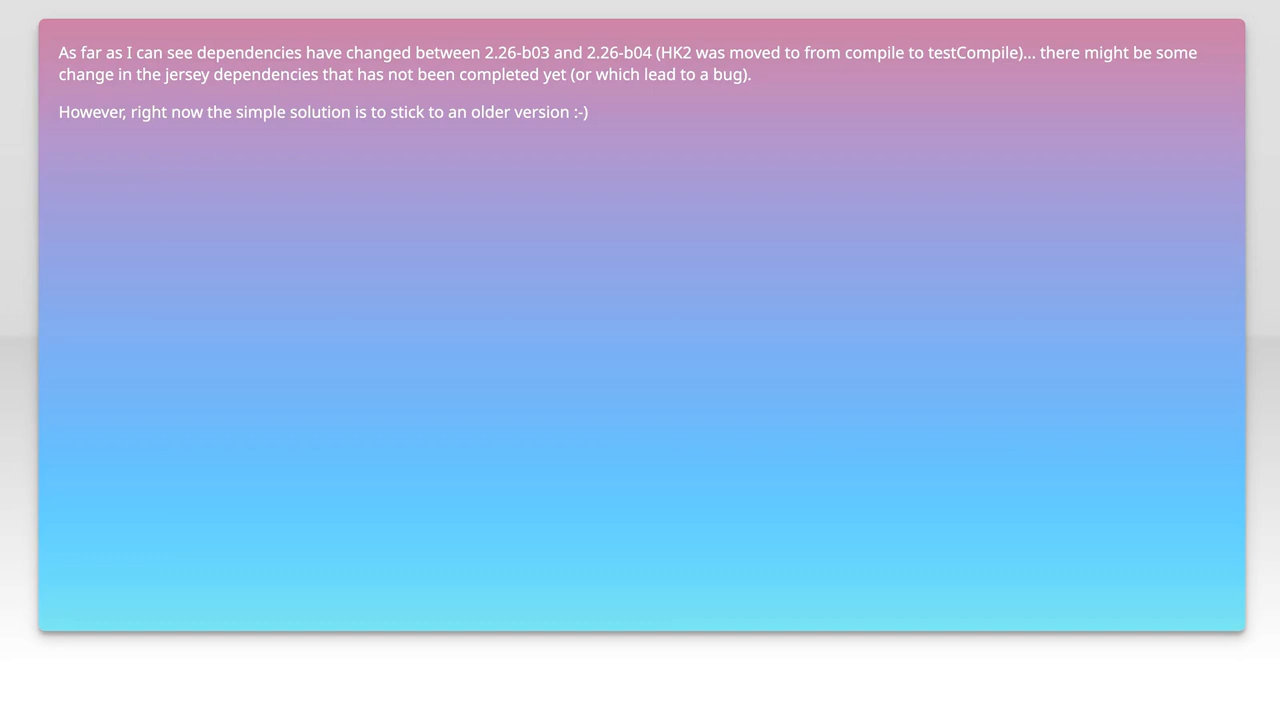 As far as I can see dependencies have changed between 2.26-b03 and 2.26-b04 (HK2 was moved to from compile to testCompile)... there might be some
change in the jersey dependencies that has not been completed yet (or which lead to a bug).
However, right now the simple solution is to stick to an older version :-)